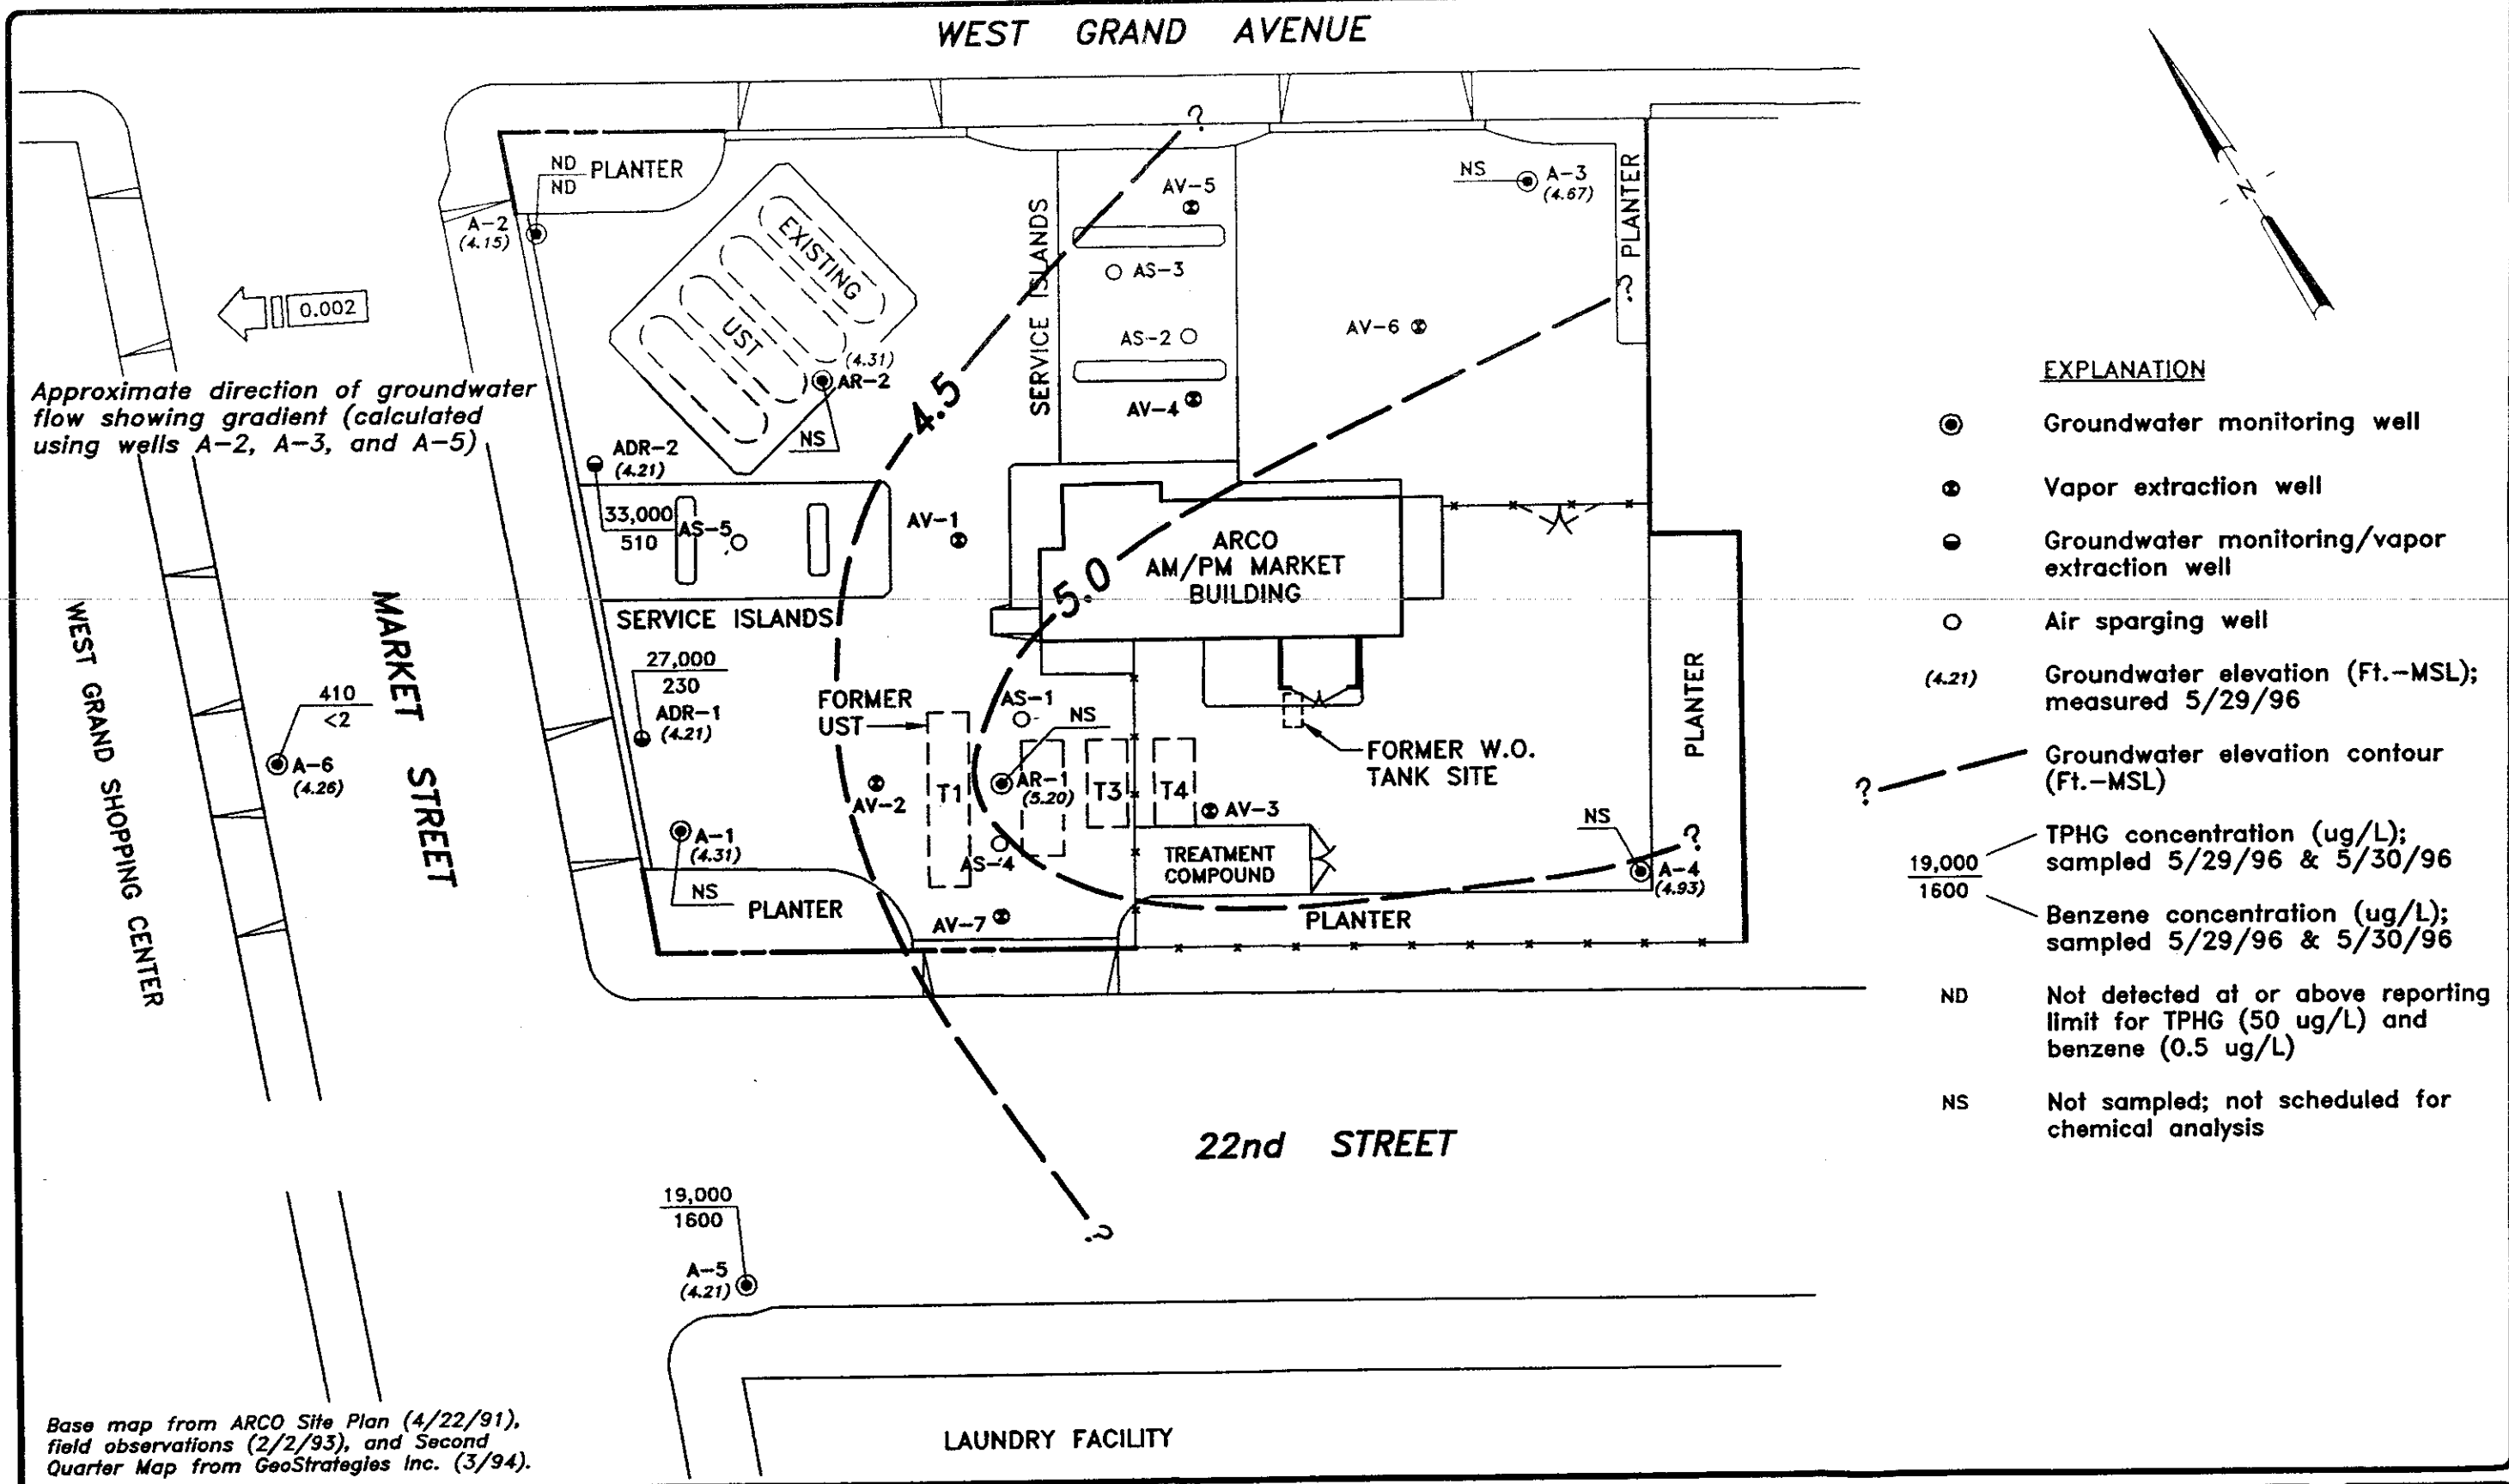 WEST GRAND AVENUE
ND
ND
PLANTER
A-2
(4.15)
EXISTING
UST
(4.31)
AR-2
NS
ADR-2
(4.21)
33,000
510
AS-5
SERVICE ISLANDS
27,000
230
ADR-1
(4.21)
A-1
(4.31)
NS
PLANTER
?
4.5
SERVICE ISLANDS
AV-5
AS-3
AS-2
AV-4
AV-1
NS
A-3
(4.67)
PLANTER
?
AV-6
5.0
ARCO
AM/PM MARKET
BUILDING
FORMER
UST
AS-1
NS
T1
AR-1
(5.20)
T3
T4
AV-2
AV-3
AS-4
AV-7
FORMER W.O.
TANK SITE
TREATMENT
COMPOUND
PLANTER
PLANTER
NS
?
A-4
(4.93)
0.002
Approximate direction of groundwater
flow showing gradient (calculated
using wells A-2, A-3, and A-5)
WEST GRAND SHOPPING CENTER
MARKET STREET
410
<2
A-6
(4.26)
22nd STREET
?
19,000
1600
A-5
(4.21)
LAUNDRY FACILITY
Base map from ARCO Site Plan (4/22/91),
field observations (2/2/93), and Second
Quarter Map from GeoStrategies Inc. (3/94).
N
EXPLANATION
Groundwater monitoring well
Vapor extraction well
Groundwater monitoring/vapor
extraction well
Air sparging well
(4.21) Groundwater elevation (Ft.-MSL);
measured 5/29/96
? Groundwater elevation contour
(Ft.-MSL)
19,000
1600
TPHG concentration (ug/L);
sampled 5/29/96 & 5/30/96
Benzene concentration (ug/L);
sampled 5/29/96 & 5/30/96
ND Not detected at or above reporting
limit for TPHG (50 ug/L) and
benzene (0.5 ug/L)
NS Not sampled; not scheduled for
chemical analysis